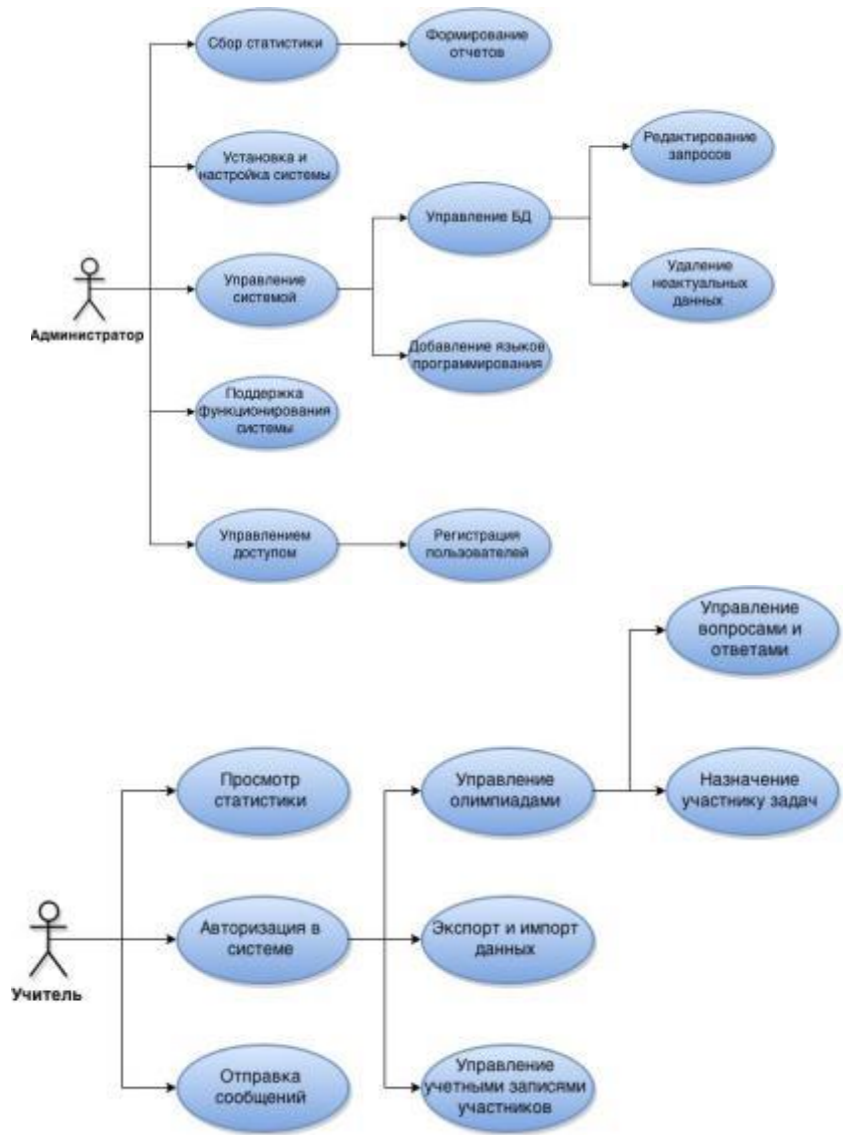 Сбор статистики
Формирование
отчетов
Установка и
настройка системы
Редактирование
запросов
Управление БД
Управление
системой
Удаление
неактуальных
данных
Администратор
Добавление языков
программирования
Поддержка
функционирования
системы
Управлением
доступом
Регистрация
пользователей
Управление
вопросами и
ответами
Просмотр
статистики
Управление
олимпиадами
Назначение
участнику задач
Авторизация в
системе
Экспорт и импорт
данных
Учитель
Отправка
сообщений
Управление
учетными записями
участников